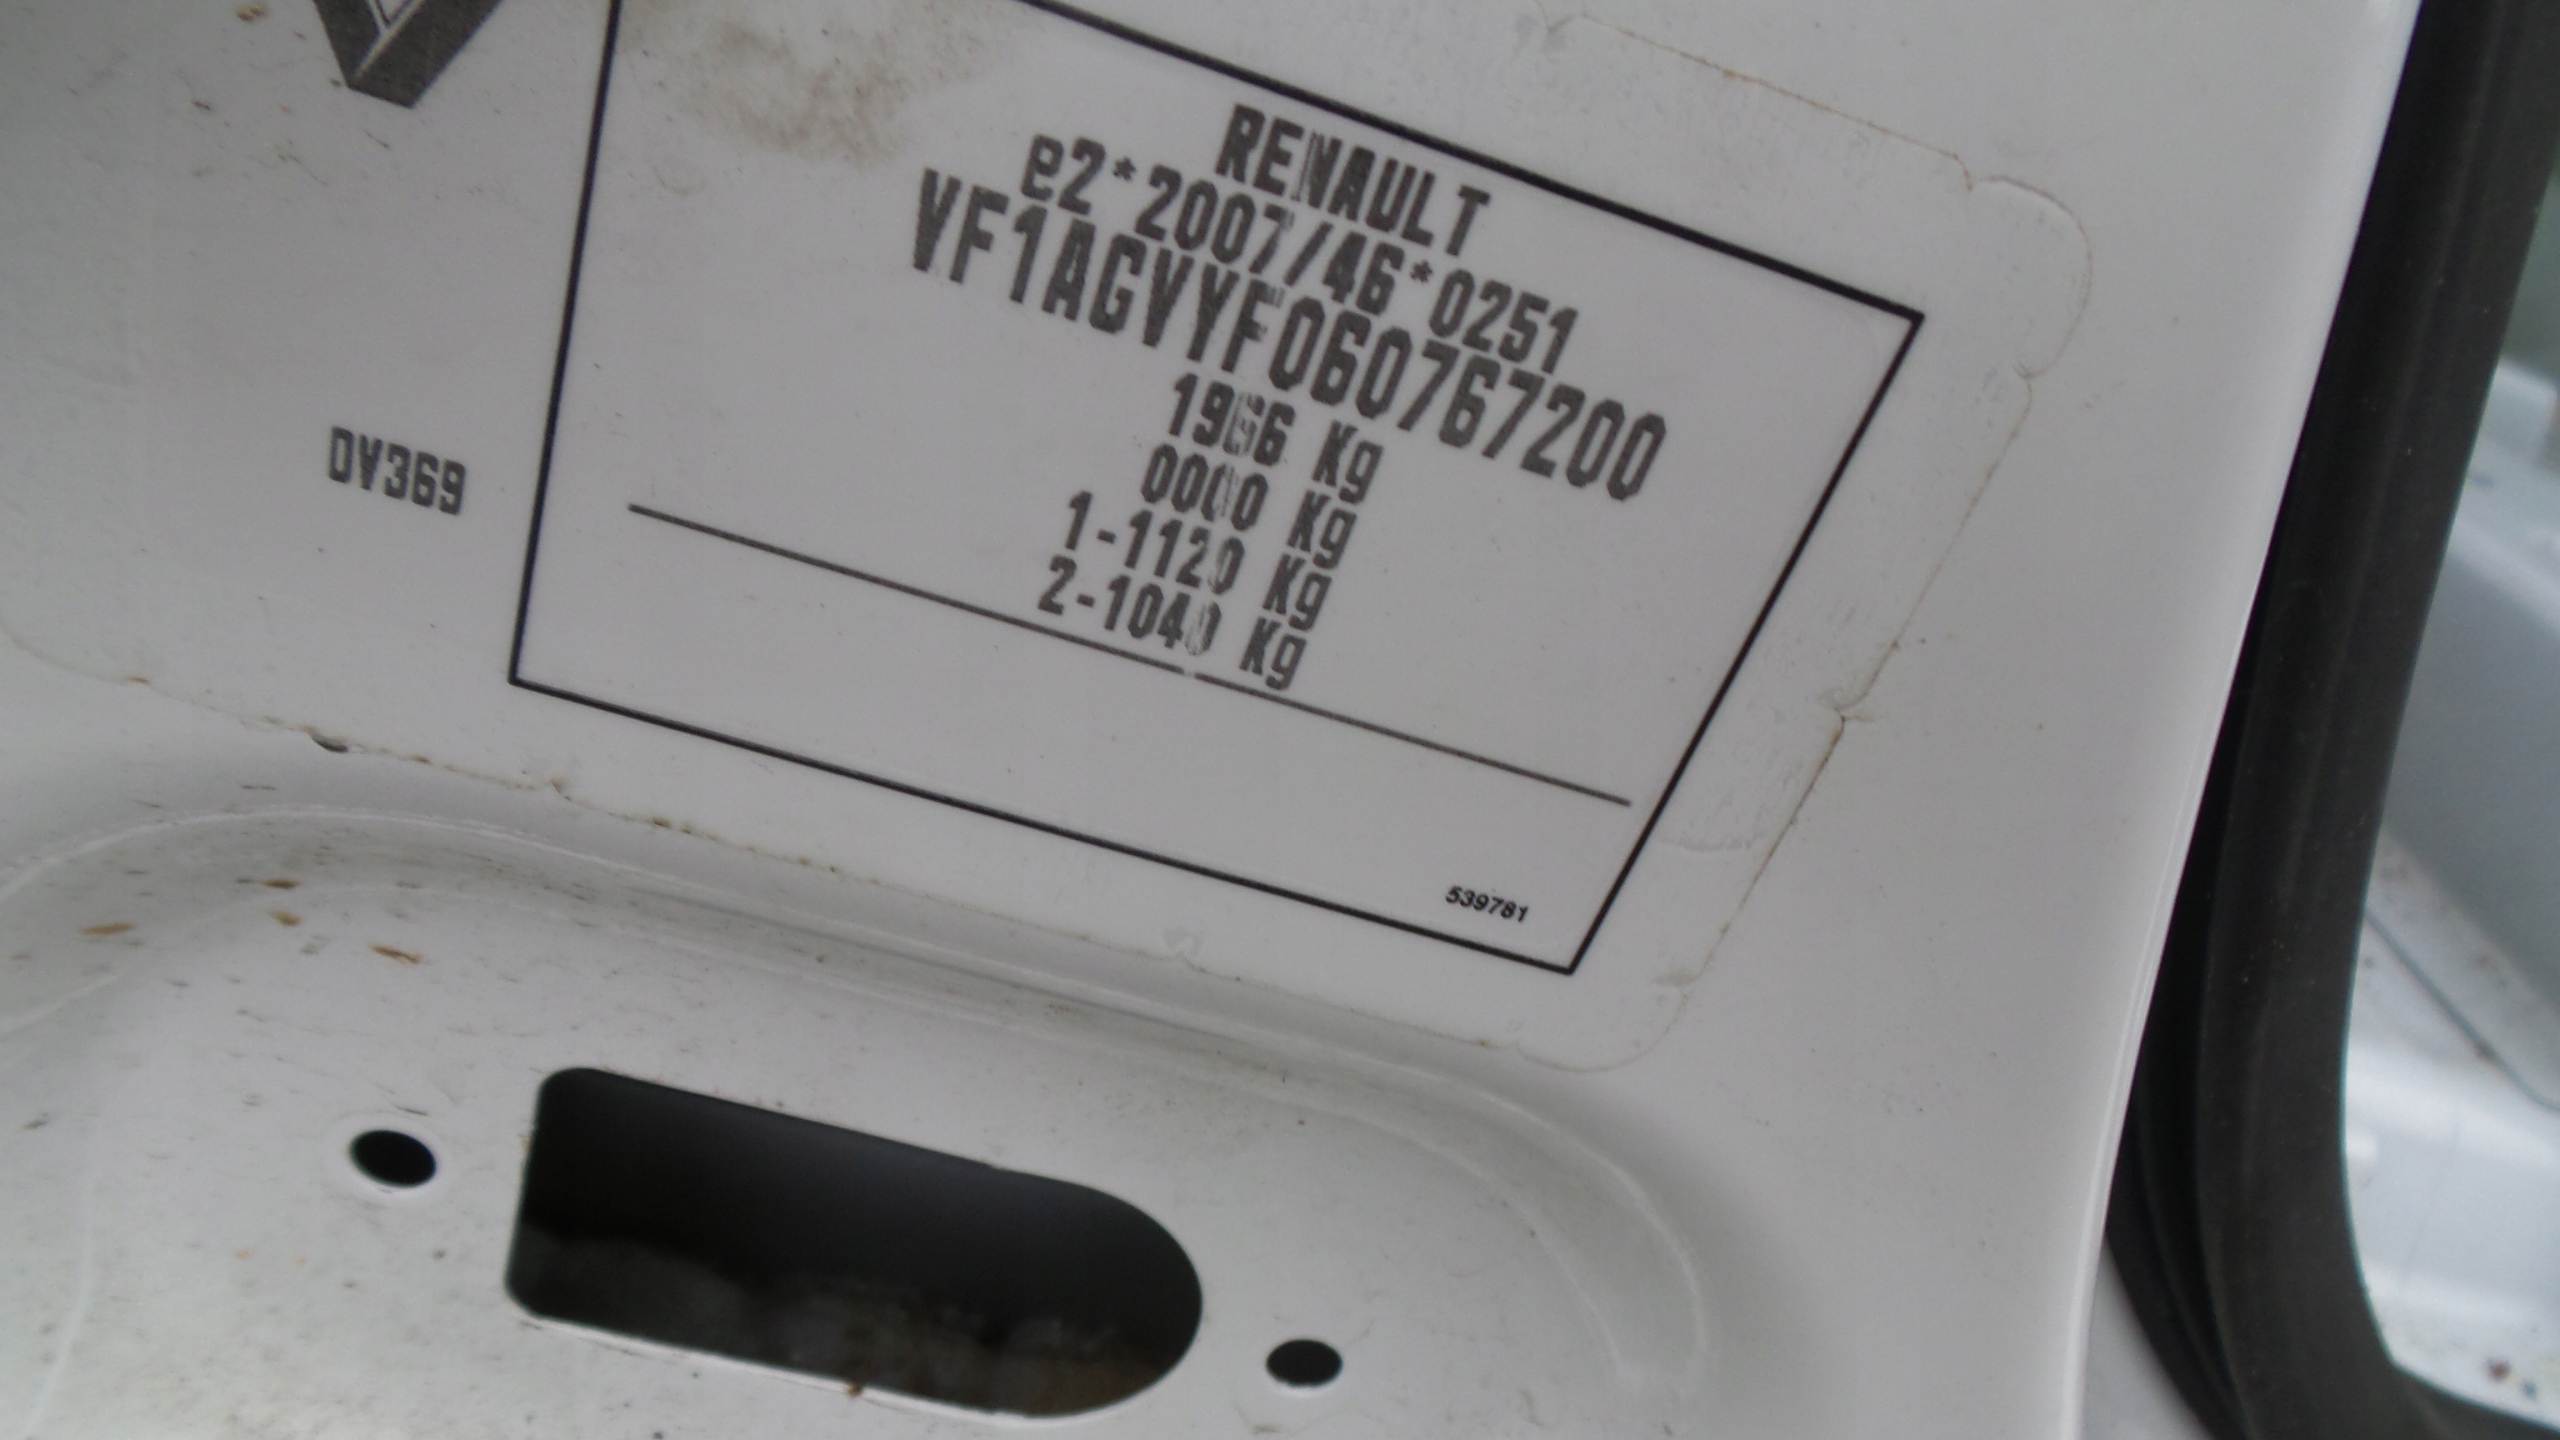 RENAULT
e2*2007/46*0251
VF1AGVYF060767200
1966 Kg
0000 Kg
1-1120 Kg
2-1040 Kg
DV369
539781